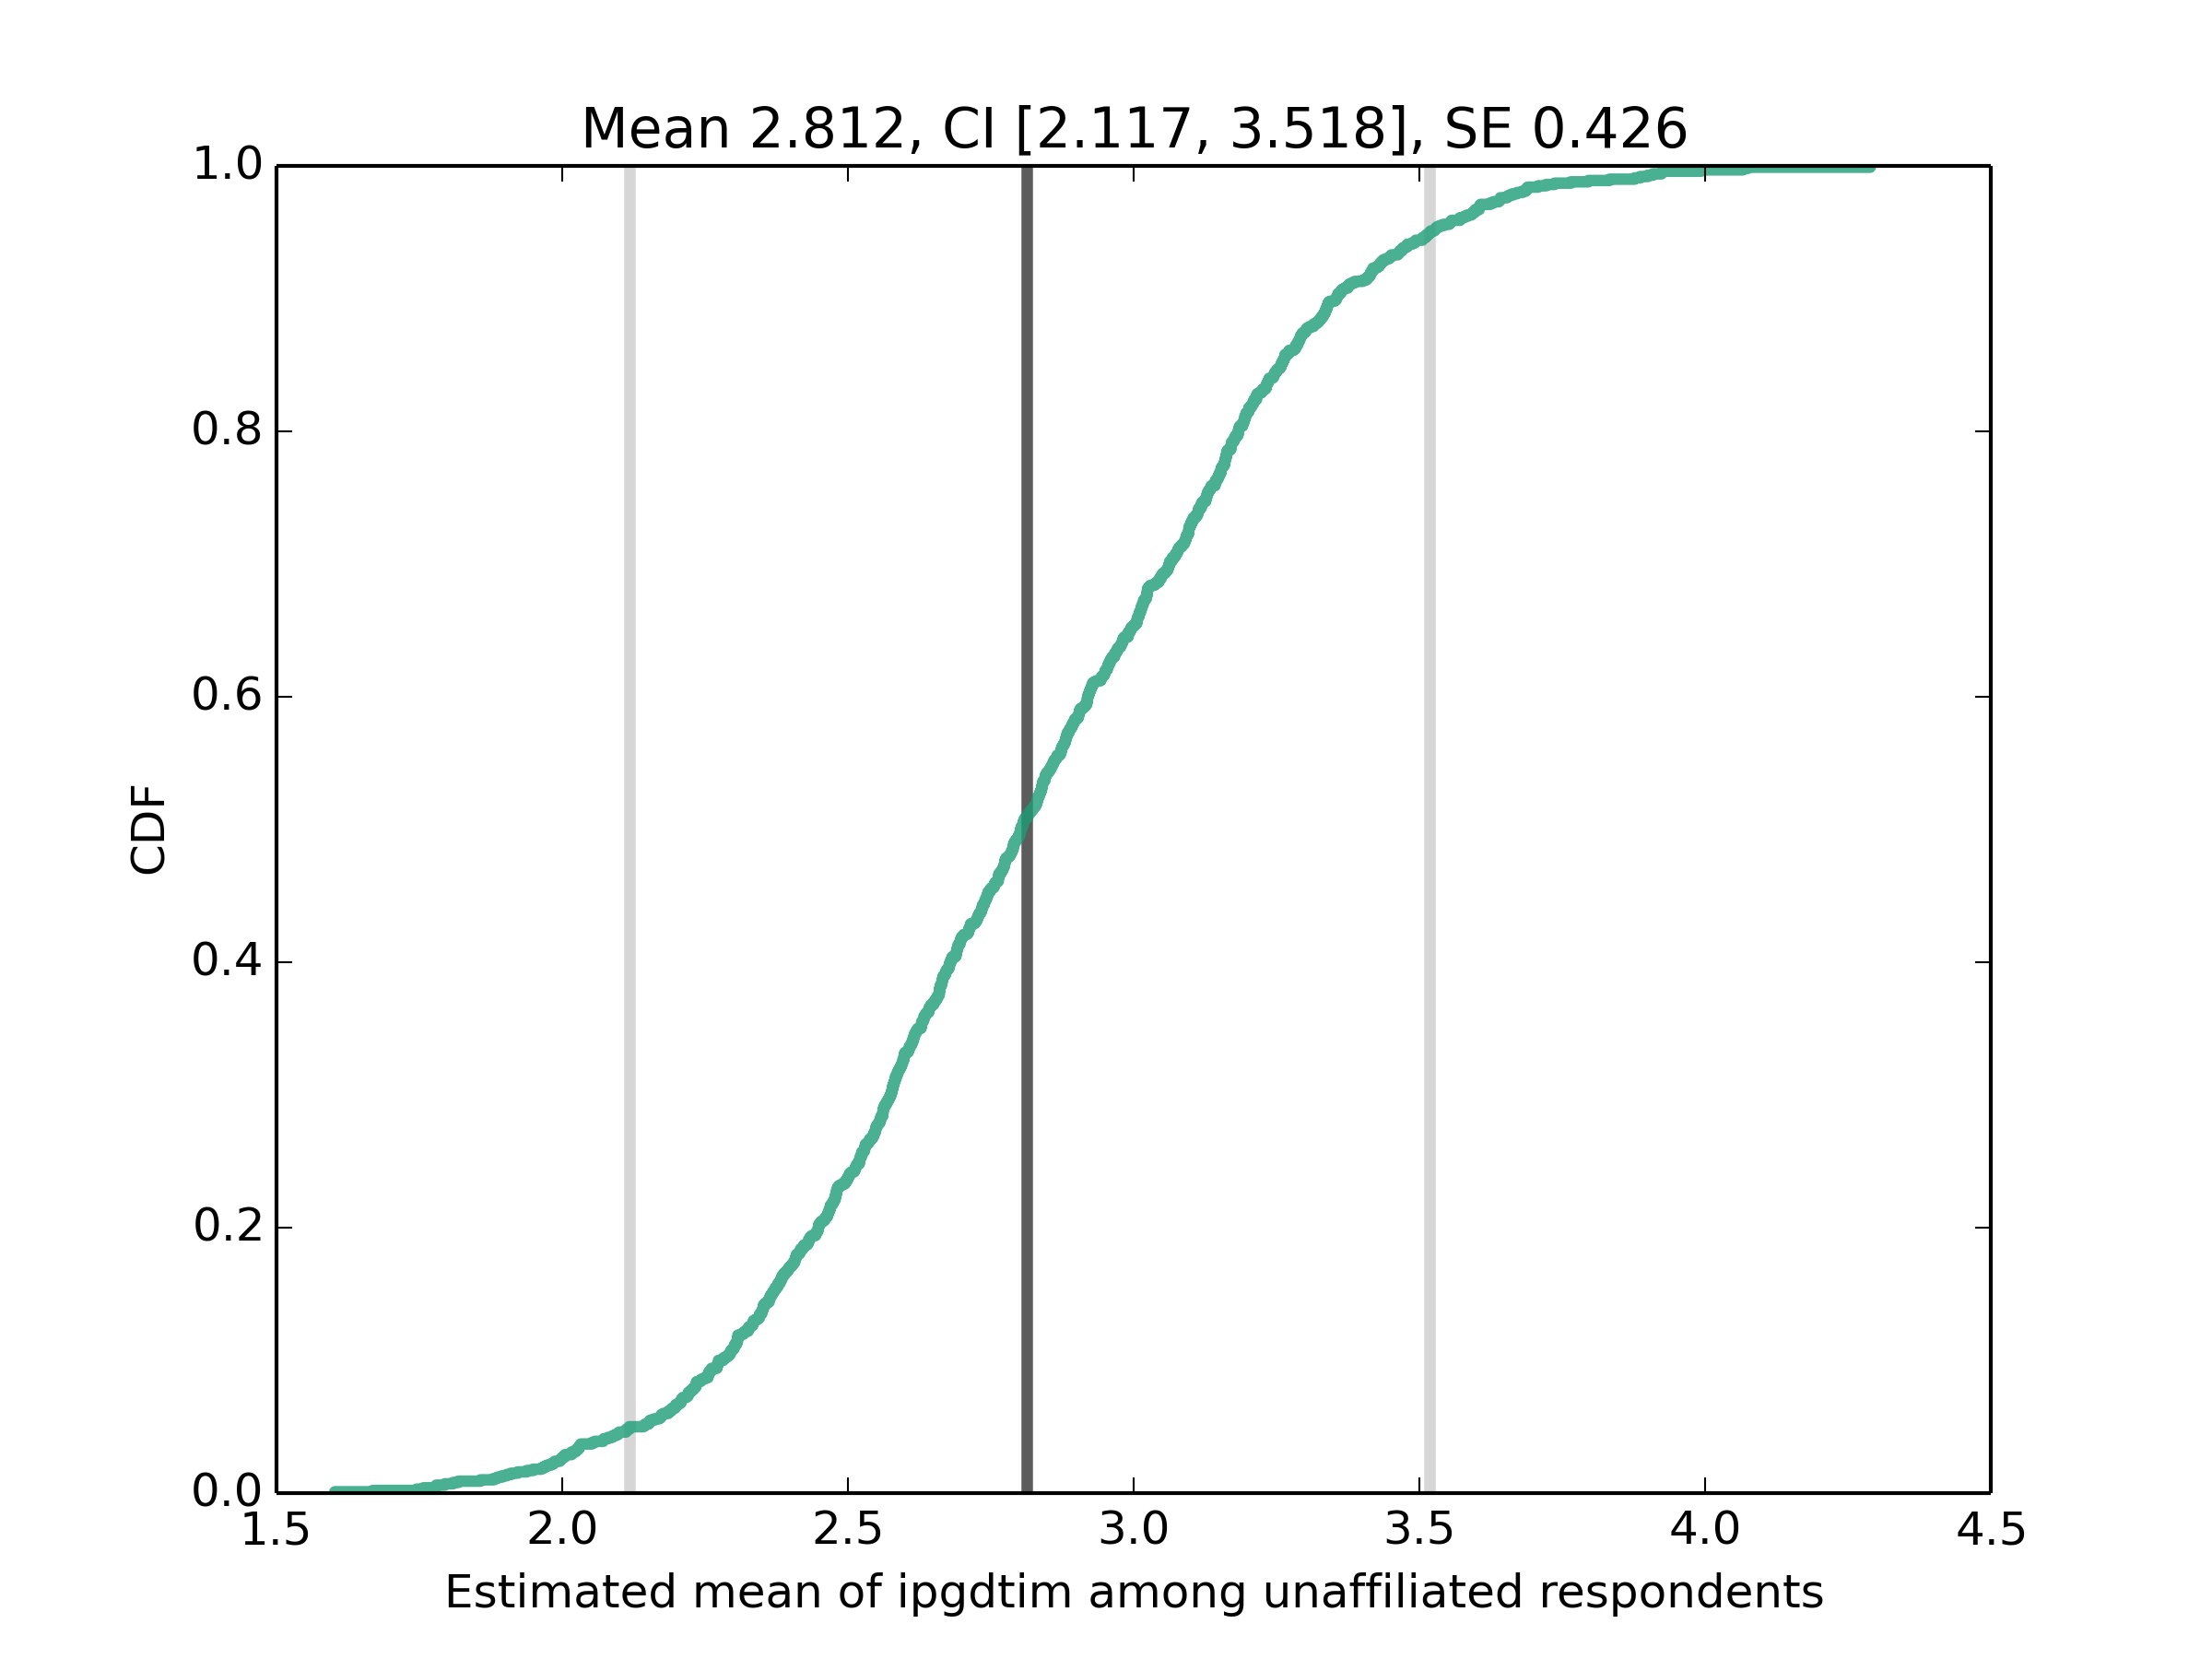 Mean 2.812, CI [2.117, 3.518], SE 0.426
1.0
0.8
0.6
0.4
0.2
0.0
CDF
1.5 2.0 2.5 3.0 3.5 4.0 4.5
Estimated mean of ipgdtim among unaffiliated respondents